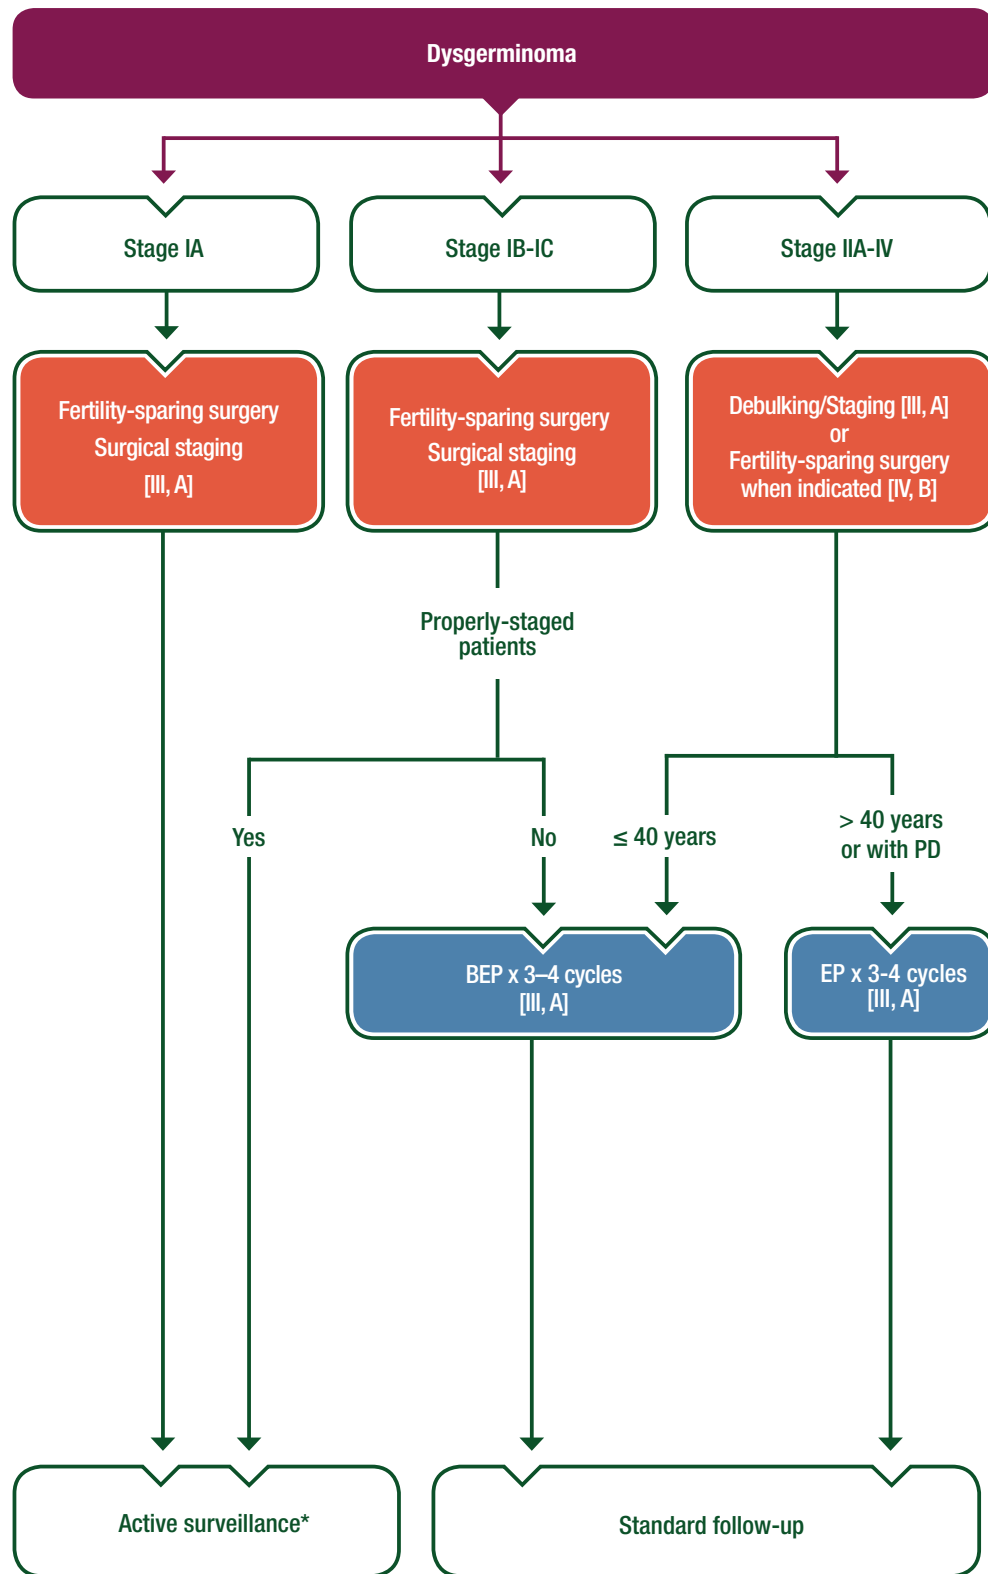 Dysgerminoma
Stage IA
Stage IB-IC
Stage IIA-IV
Fertility-sparing surgery
Surgical staging
[III, A]
Fertility-sparing surgery
Surgical staging
[III, A]
Debulking/Staging [III, A]
or
Fertility-sparing surgery
when indicated [IV, B]
Properly-staged
patients
Yes
No
≤ 40 years
> 40 years
or with PD
BEP x 3–4 cycles
[III, A]
EP x 3-4 cycles
[III, A]
Active surveillance*
Standard follow-up